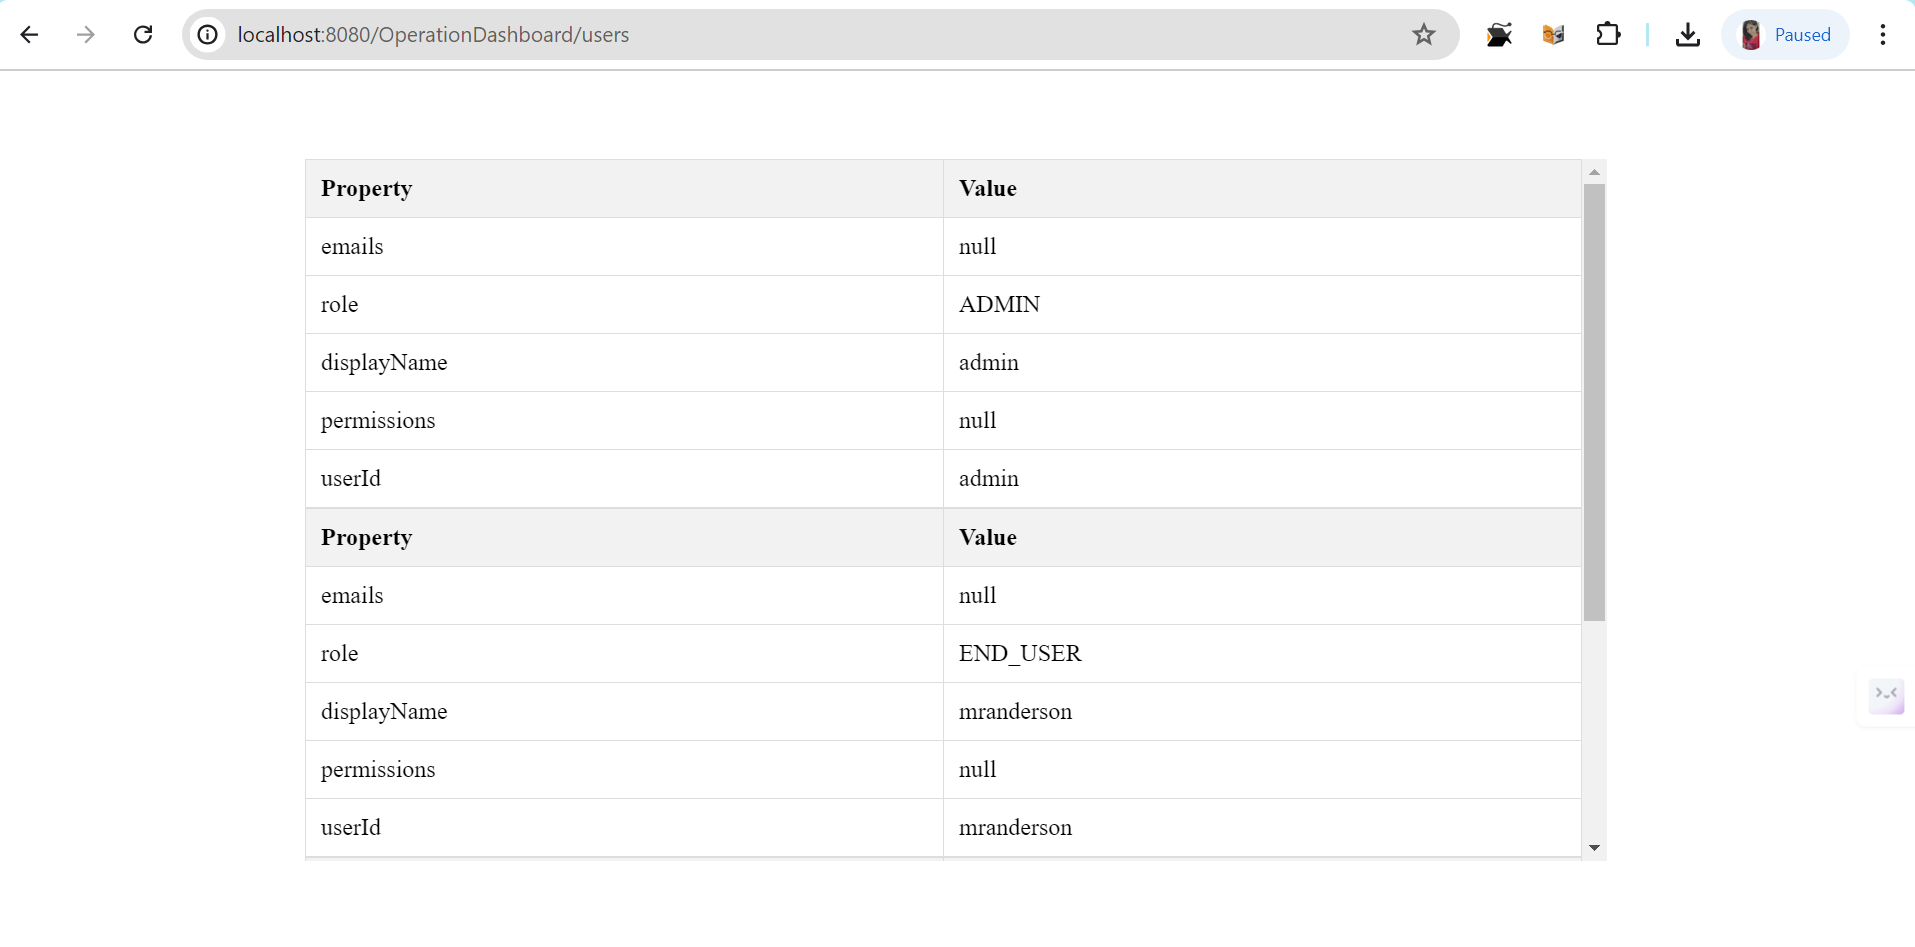 localhost:8080/OperationDashboard/users
Paused
Property Value
emails null
role ADMIN
displayName admin
permissions null
userId admin
Property Value
emails null
role END_USER
displayName mranderson
permissions null
userId mranderson